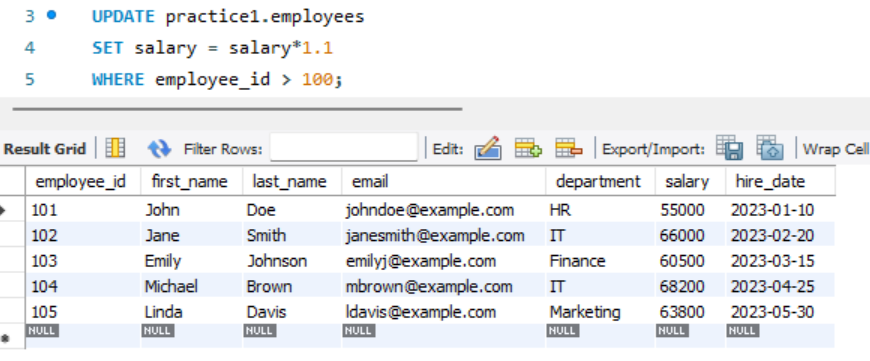 3 UPDATE practice1.employees
4 SET salary = salary*1.1
5 WHERE employee_id > 100;
Result Grid Filter Rows: Edit: Export/Import: Wrap Cell
employee_id first_name last_name email department salary hire_date
101 John Doe johndoe@example.com HR 55000 2023-01-10
102 Jane Smith janesmith@example.com IT 66000 2023-02-20
103 Emily Johnson emilyj@example.com Finance 60500 2023-03-15
104 Michael Brown mbrown@example.com IT 68200 2023-04-25
105 Linda Davis ldavis@example.com Marketing 63800 2023-05-30
NULL NULL NULL NULL NULL NULL NULL